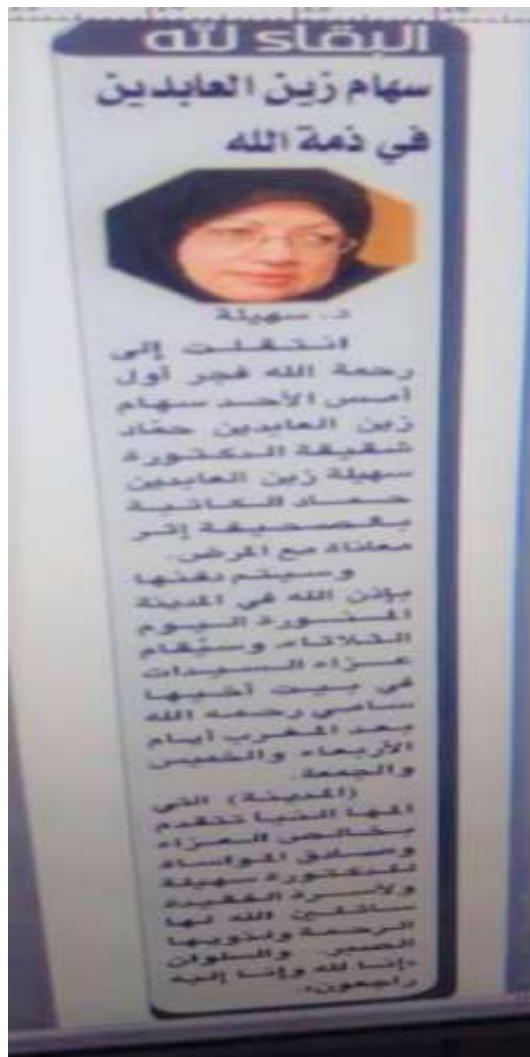 البقاء لله
سهام زين العابدين
في ذمة الله
د. سهيلة
انتقلت إلى
رحمة الله فجر أول
أمس الأحد سهام
زين العابدين حمّاد
شقيقة الدكتورة
سهيلة زين العابدين
حماد الكاتبة
بالصحيفة إثر
معاناة مع المرض.
وسيتم دفنها
بإذن الله في المدينة
المنورة اليوم
الثلاثاء، وسيُقام
عزاء السيدات
في بيت أخيها
سامي رحمه الله
بعد المغرب أيام
الأربعاء والخميس
والجمعة.
(المدينة) التي
آلمها النبأ تتقدم
بخالص العزاء
وصادق المواساة
للدكتورة سهيلة
ولأسرة الفقيدة
سائلين الله لها
الرحمة ولذويها
الصبر والسلوان
«إنا لله وإنا إليه
راجعون».